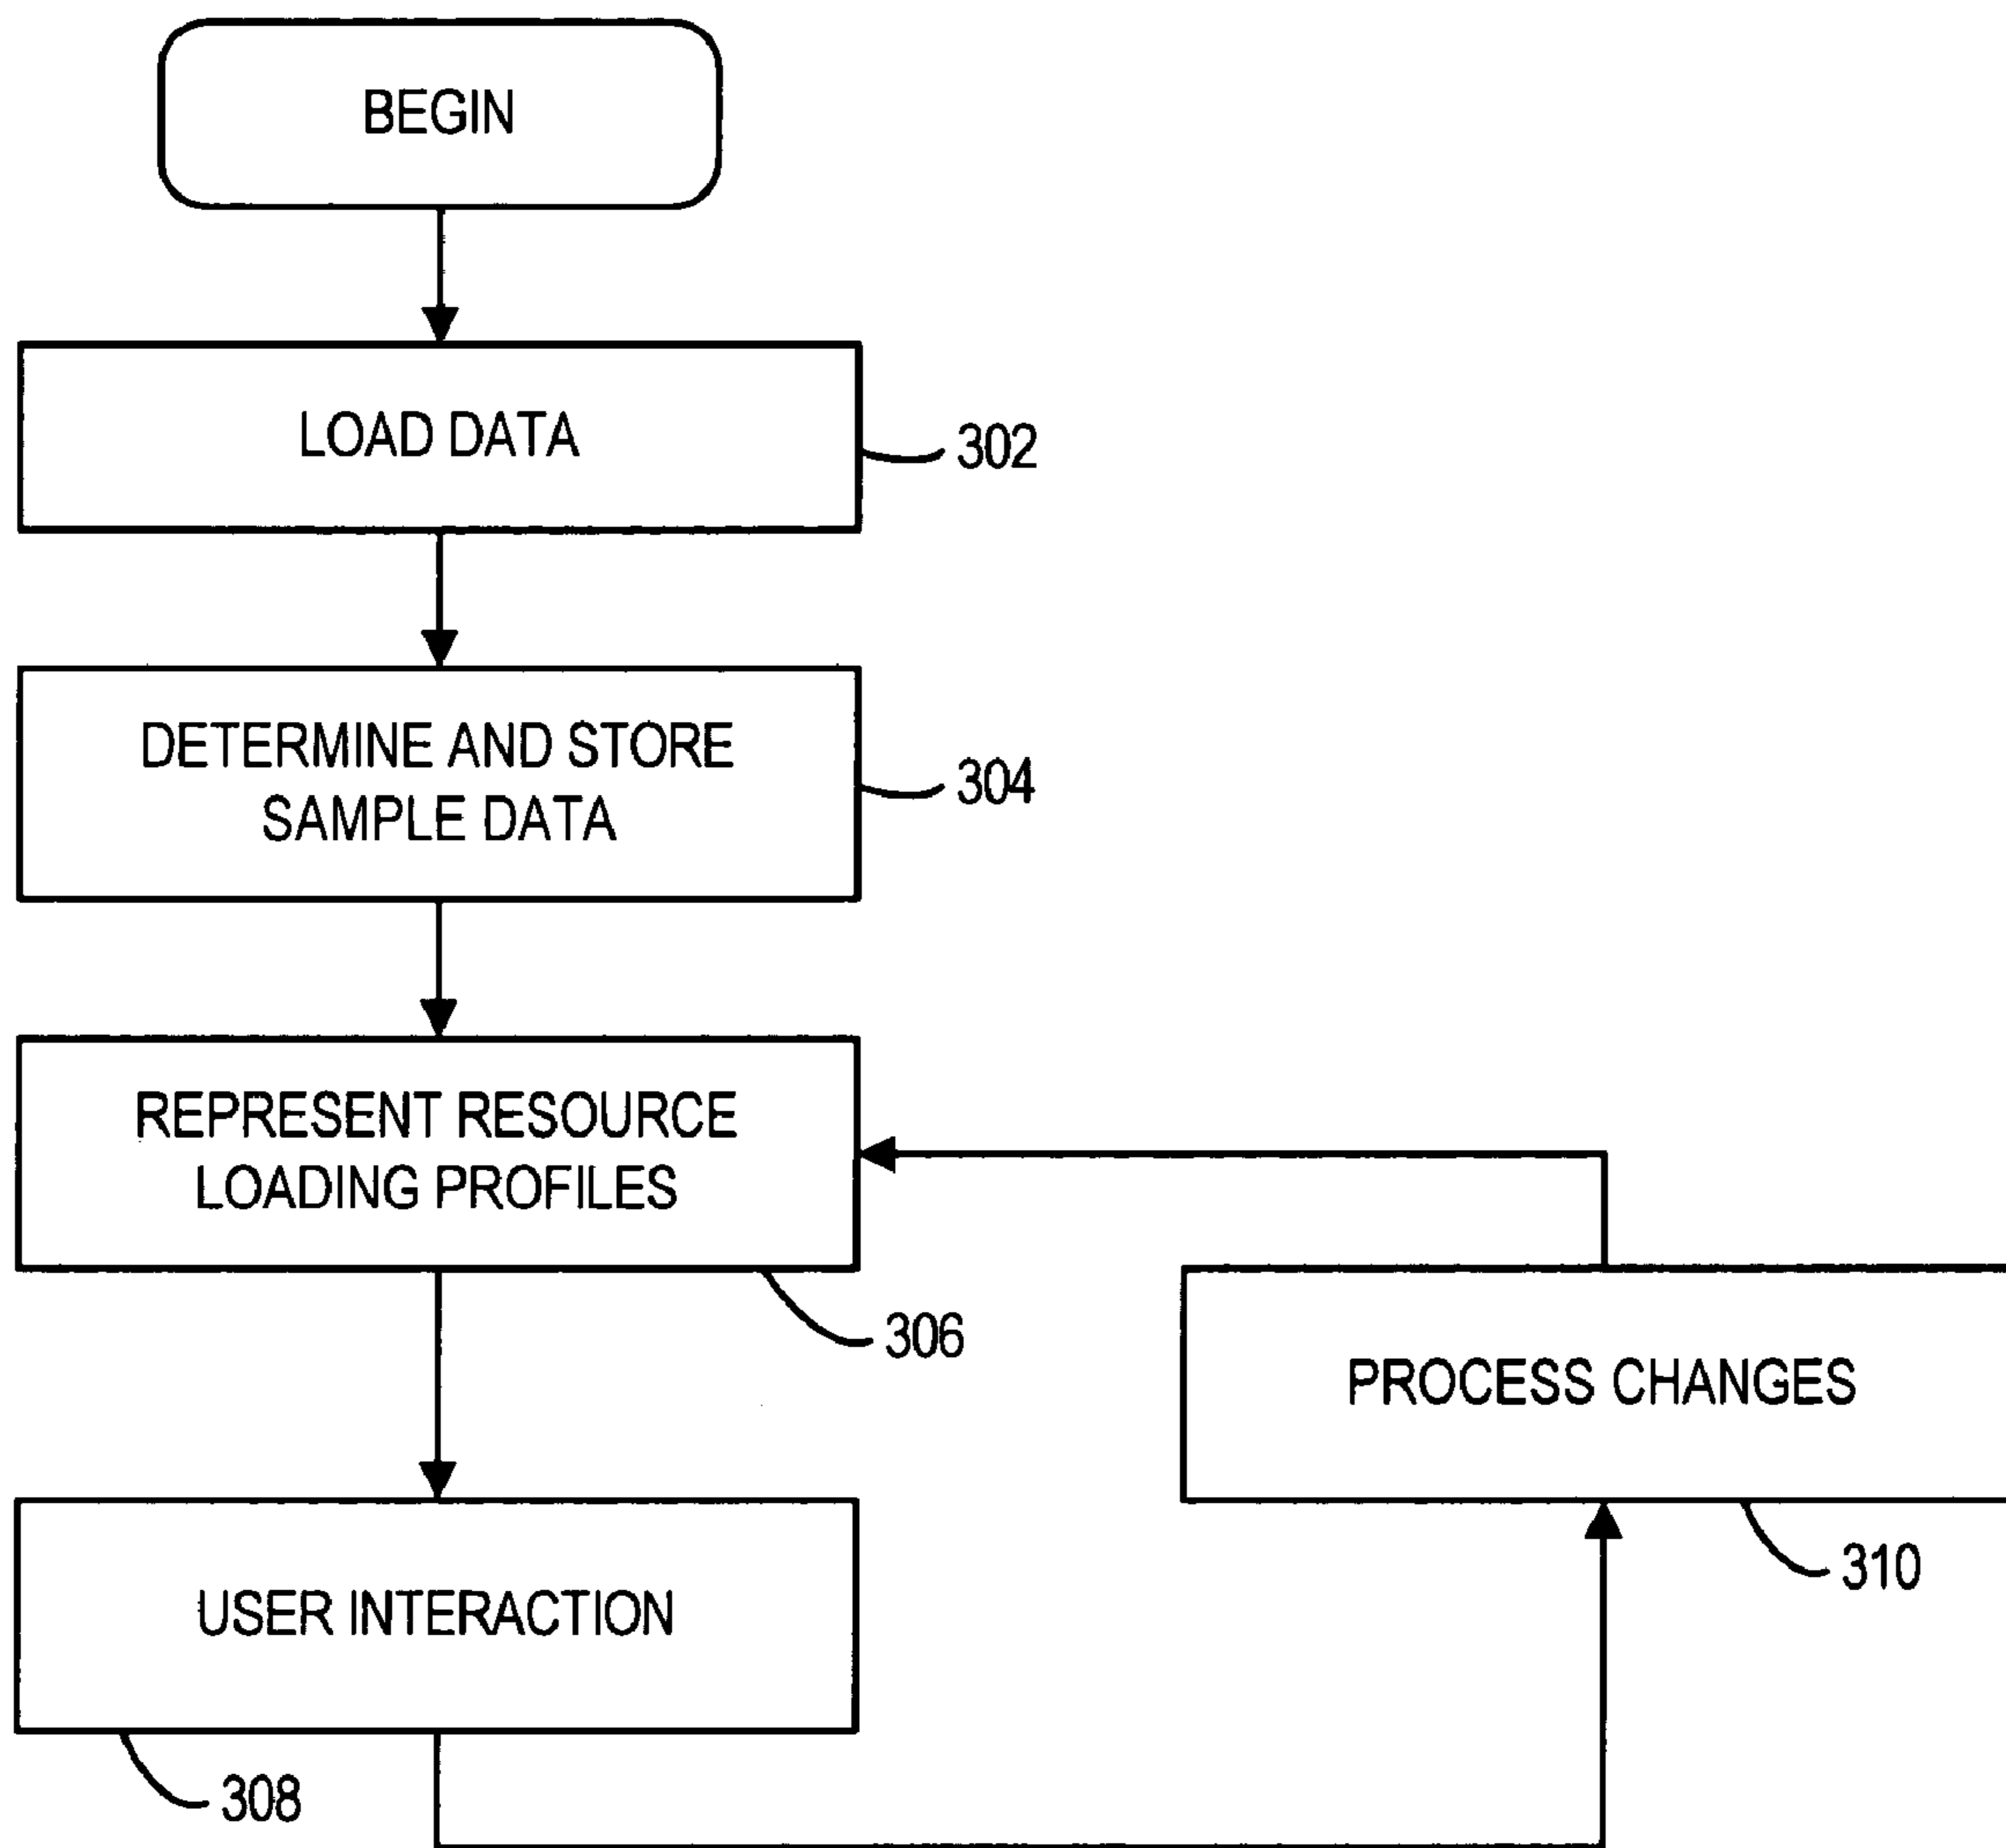 BEGIN
LOAD DATA
302
DETERMINE AND STORE
SAMPLE DATA
304
REPRESENT RESOURCE
LOADING PROFILES
306
PROCESS CHANGES
310
USER INTERACTION
308